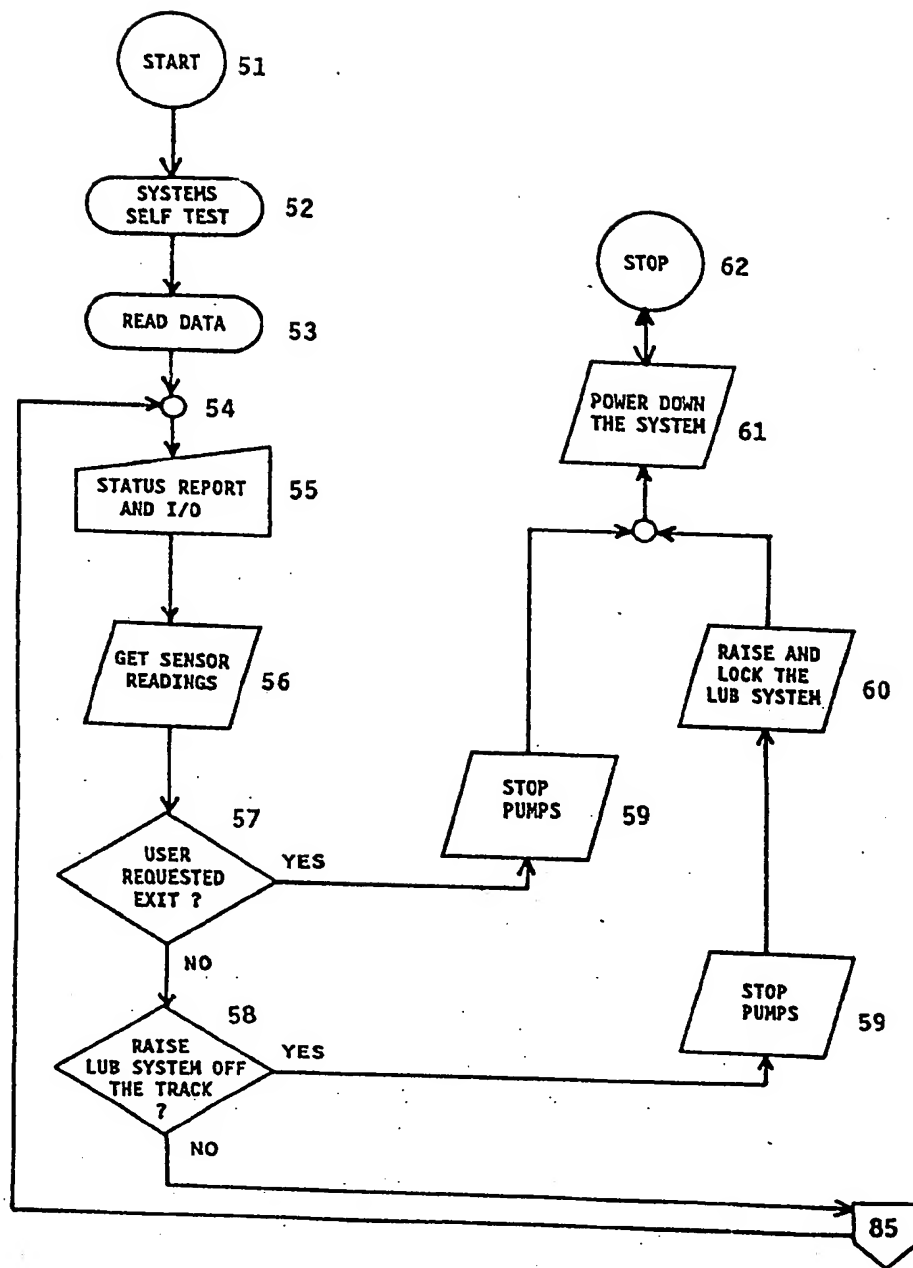 START
51
SYSTEMS
SELF TEST
52
READ DATA
53
54
STATUS REPORT
AND I/O
55
GET SENSOR
READINGS
56
57
USER
REQUESTED
EXIT ?
YES
NO
58
RAISE
LUB SYSTEM OFF
THE TRACK
?
YES
NO
STOP
62
POWER DOWN
THE SYSTEM
61
RAISE AND
LOCK THE
LUB SYSTEM
60
STOP
PUMPS
59
STOP
PUMPS
59
85